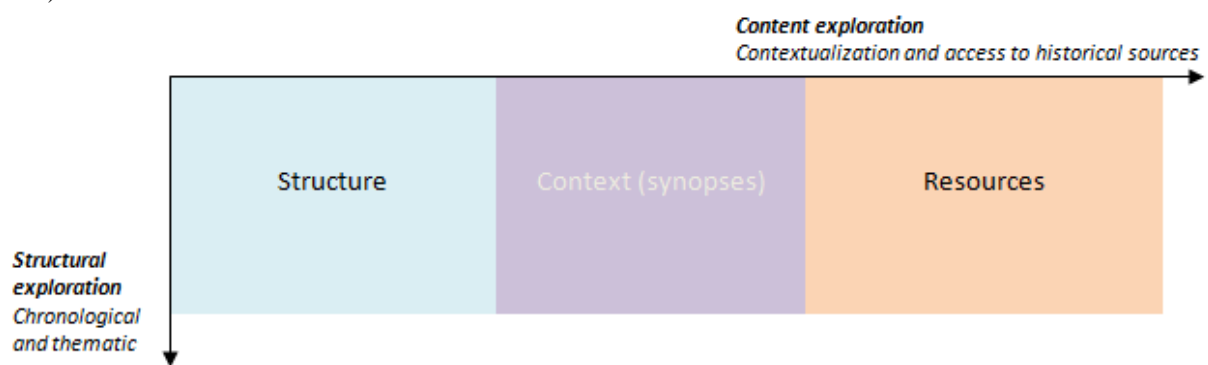 Content exploration
Contextualization and access to historical sources
Structure
Context (synopses)
Resources
Structural
exploration
Chronological
and thematic